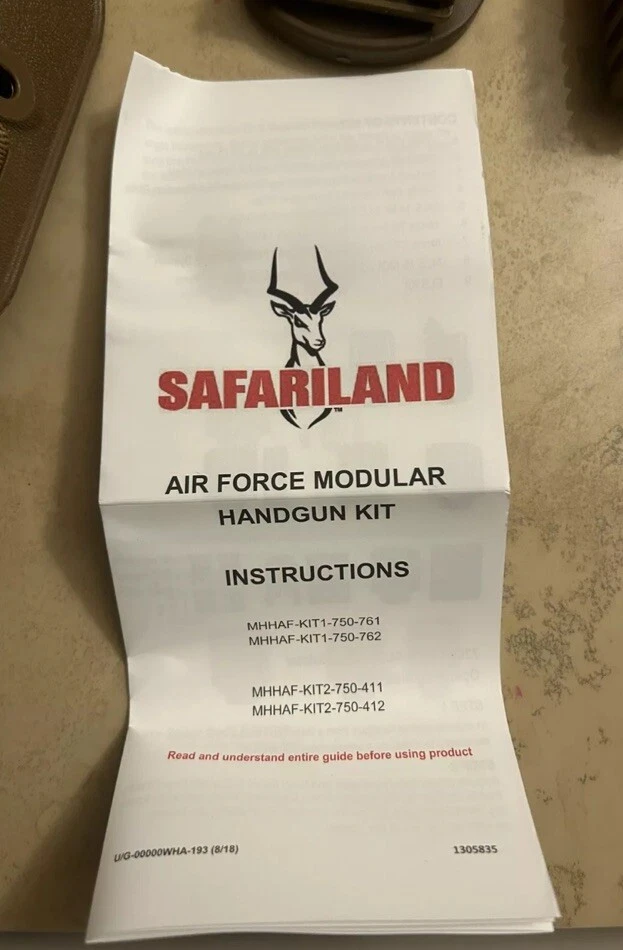 SAFARILAND
TM
AIR FORCE MODULAR
HANDGUN KIT
INSTRUCTIONS
MHHAF-KIT1-750-761
MHHAF-KIT1-750-762
MHHAF-KIT2-750-411
MHHAF-KIT2-750-412
Read and understand entire guide before using product
U/G-00000WHA-193 (8/18)
1305835